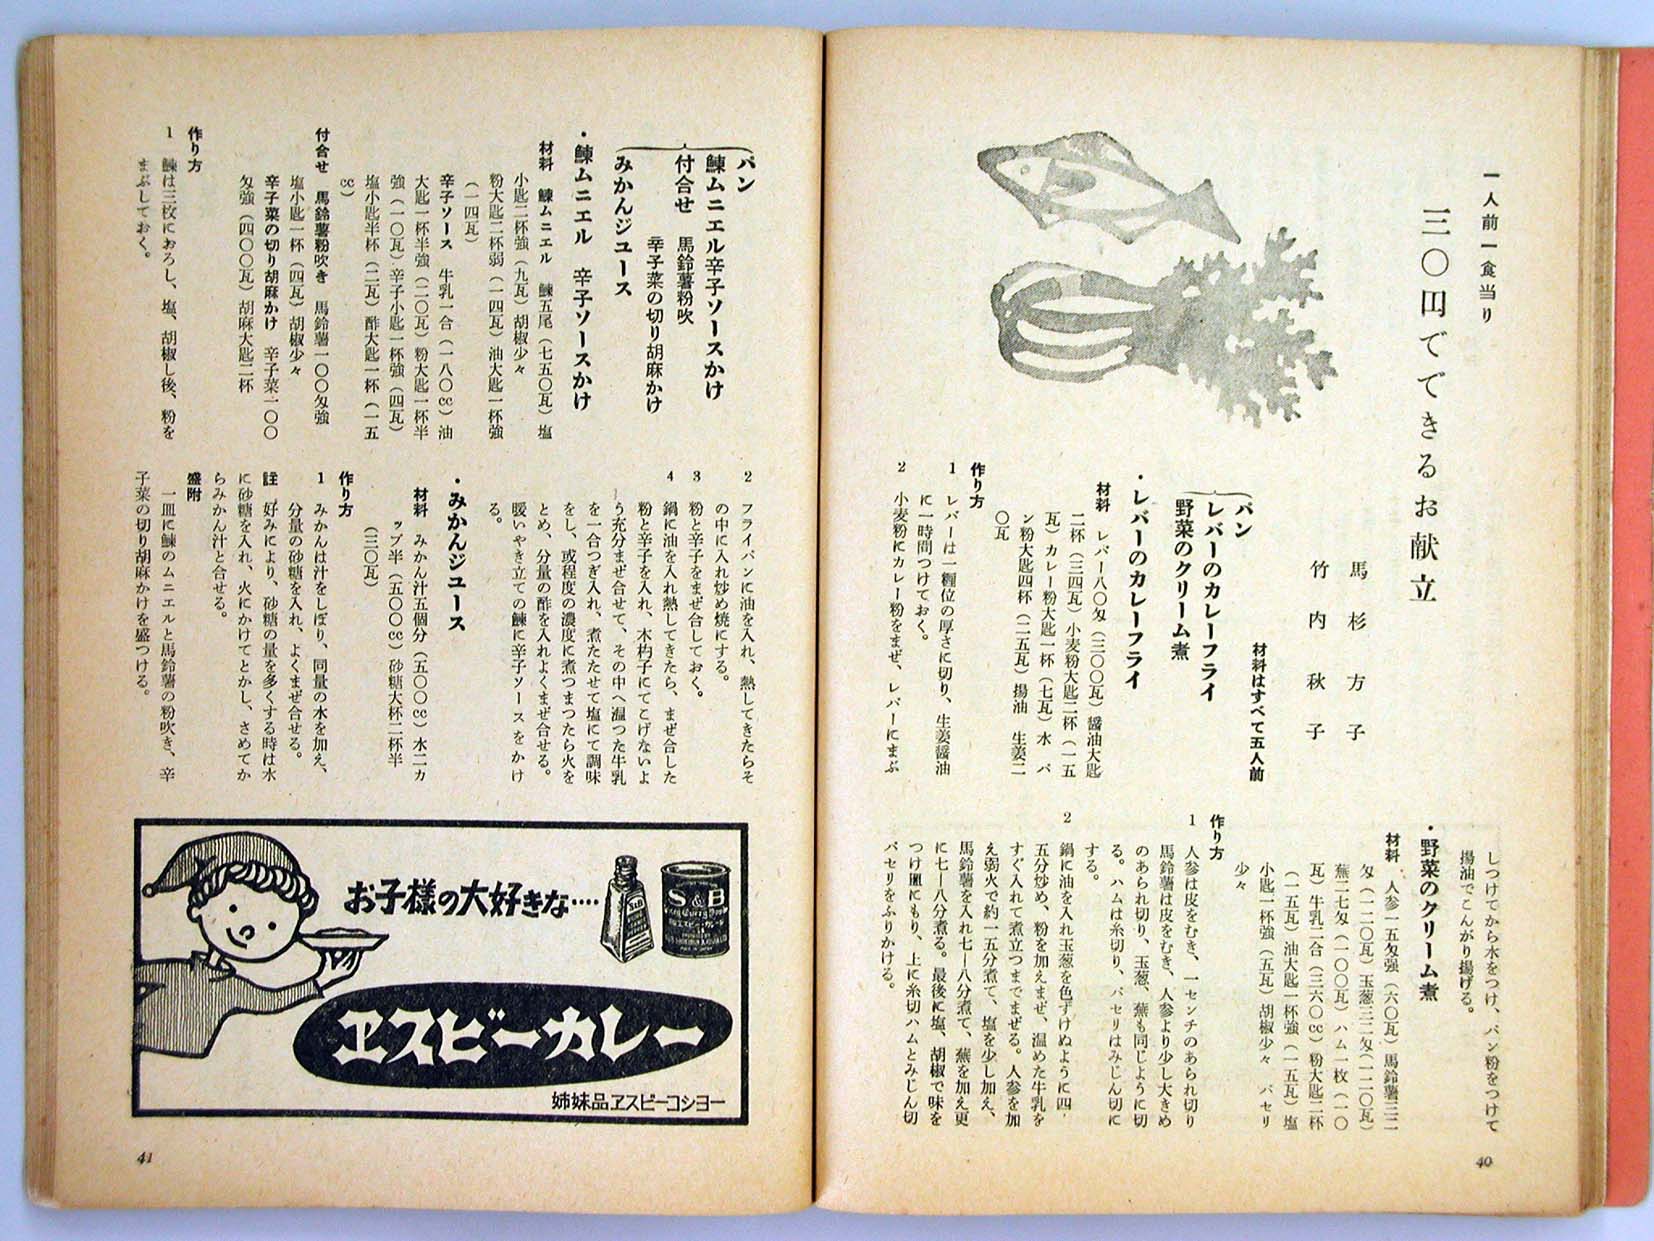 一人前一食当り
三〇円でできるお献立
馬杉方子
竹内秋子
材料はすべて五人前
パン
レバーのカレーフライ
野菜のクリーム煮
・レバーのカレーフライ
材料 レバー八〇匁(三〇〇瓦)醤油大匙
二杯(三四瓦)小麦粉大匙二杯(一五
瓦)カレー粉大匙一杯(七瓦)水 パ
ン粉大匙四杯(二五瓦)揚油 生姜二
〇瓦
作り方
1 レバーは一糎位の厚さに切り、生姜醤油
に一時間つけておく。
2 小麦粉にカレー粉をまぜ、レバーにまぶ
しつけてから水をつけ、パン粉をつけて
揚油でこんがり揚げる。
・野菜のクリーム煮
材料 人参一五匁强(六〇瓦)馬鈴薯三二
匁(一二〇瓦)玉葱三二匁(一二〇瓦)
蕪二七匁(一〇〇瓦)ハム一枚(一〇
瓦)牛乳二合(三六〇cc)粉大匙二杯
(一五瓦)油大匙一杯強(一五瓦)塩
小匙一杯強(五瓦)胡椒少々 パセリ
少々
作り方
1 人参は皮をむき、一センチのあられ切り
馬鈴薯は皮をむき、人参より少し大きめ
のあられ切り、玉葱、蕪も同じように切
る。ハムは糸切り、パセリはみじん切に
する。
2 鍋に油を入れ玉葱を色ずけぬように四、
五分炒め、粉を加えまぜ、温めた牛乳を
すぐ入れて煮立つまでまぜる。人参を加
え弱火で約一五分煮て、塩を少し加え、
馬鈴薯を入れ七―八分煮て、蕪を加え更
に七―八分煮る。最後に塩、胡椒で味を
つけ皿にもり、上に糸切ハムとみじん切
パセリをふりかける。
40
パン
鰊ムニエル辛子ソースかけ
付合せ 馬鈴薯粉吹
辛子菜の切り胡麻かけ
みかんジュース
・鰊ムニエル 辛子ソースかけ
材料 鰊ムニエル 鰊五尾(七五〇瓦)塩
小匙二杯強(九瓦)胡椒少々
粉大匙二杯弱(一四瓦)油大匙一杯強
(一四瓦)
辛子ソース 牛乳一合(一八〇cc)油
大匙一杯半強(二〇瓦)粉大匙一杯半
強(一〇瓦)辛子小匙一杯強(四瓦)
塩小匙半杯(二瓦)酢大匙一杯(一五
cc)
付合せ 馬鈴薯粉吹き 馬鈴薯一〇〇匁強
塩小匙一杯(四瓦)胡椒少々
辛子菜の切り胡麻かけ 辛子菜一〇〇
匁強(四〇〇瓦)胡麻大匙二杯
作り方
1 鰊は三枚におろし、塩、胡椒し後、粉を
まぶしておく。
2 フライパンに油を入れ、熱してきたらそ
の中に入れ炒め焼にする。
3 粉と辛子をまぜ合しておく。
4 鍋に油を入れ熱してきたら、まぜ合した
粉と辛子を入れ、木杓子にてこげないよ
う充分まぜ合せて、その中へ温つた牛乳
を一合つぎ入れ、煮たたせて塩にて調味
をし、或程度の濃度に煮つまつたら火を
とめ、分量の酢を入れよくまぜ合せる。
暖いやき立ての鰊に辛子ソースをかけ
る。
・みかんジュース
材料 みかん汁五個分(五〇〇cc)水二カ
ップ半(五〇〇cc)砂糖大杯二杯半
(三〇瓦)
作り方
1 みかんは汁をしぼり、同量の水を加え、
分量の砂糖を入れ、よくまぜ合せる。
註 好みにより、砂糖の量を多くする時は水
に砂糖を入れ、火にかけてとかし、さめてか
らみかん汁と合せる。
盛附
一皿に鰊のムニエルと馬鈴薯の粉吹き、辛
子菜の切り胡麻かけを盛つける。
お子様の大好きな‥‥
S&B
S&B
ヱスビーカレー
姉妹品ヱスビーコショー
41